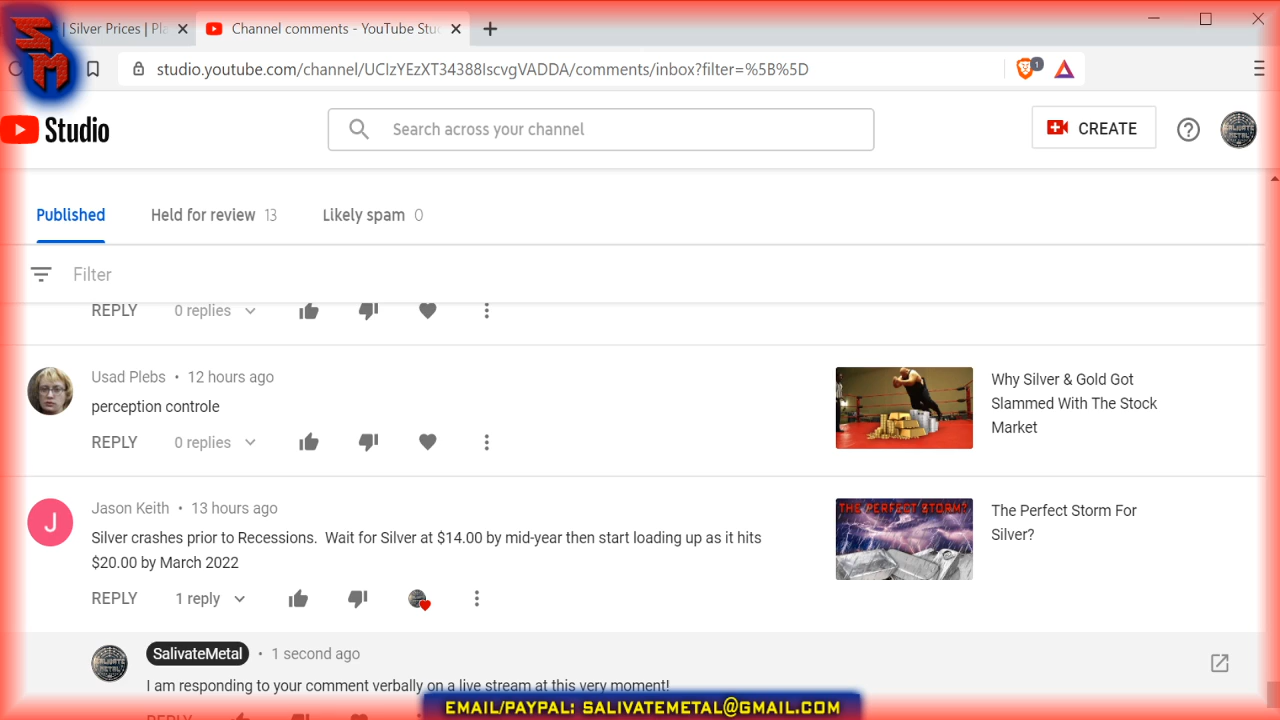 SM
| Silver Prices | Pla
Channel comments - YouTube Stu
studio.youtube.com/channel/UCIzYEzXT34388IscvgVADDA/comments/inbox?filter=%5B%5D
1
Studio
Search across your channel
CREATE
Published
Held for review 13
Likely spam 0
Filter
REPLY 0 replies
Usad Plebs • 12 hours ago
perception controle
REPLY 0 replies
Why Silver & Gold Got
Slammed With The Stock
Market
Jason Keith • 13 hours ago
J
Silver crashes prior to Recessions. Wait for Silver at $14.00 by mid-year then start loading up as it hits
$20.00 by March 2022
REPLY 1 reply
THE PERFECT STORM?
The Perfect Storm For
Silver?
SalivateMetal • 1 second ago
I am responding to your comment verbally on a live stream at this very moment!
REPLY
EMAIL/PAYPAL: SALIVATEMETAL@GMAIL.COM